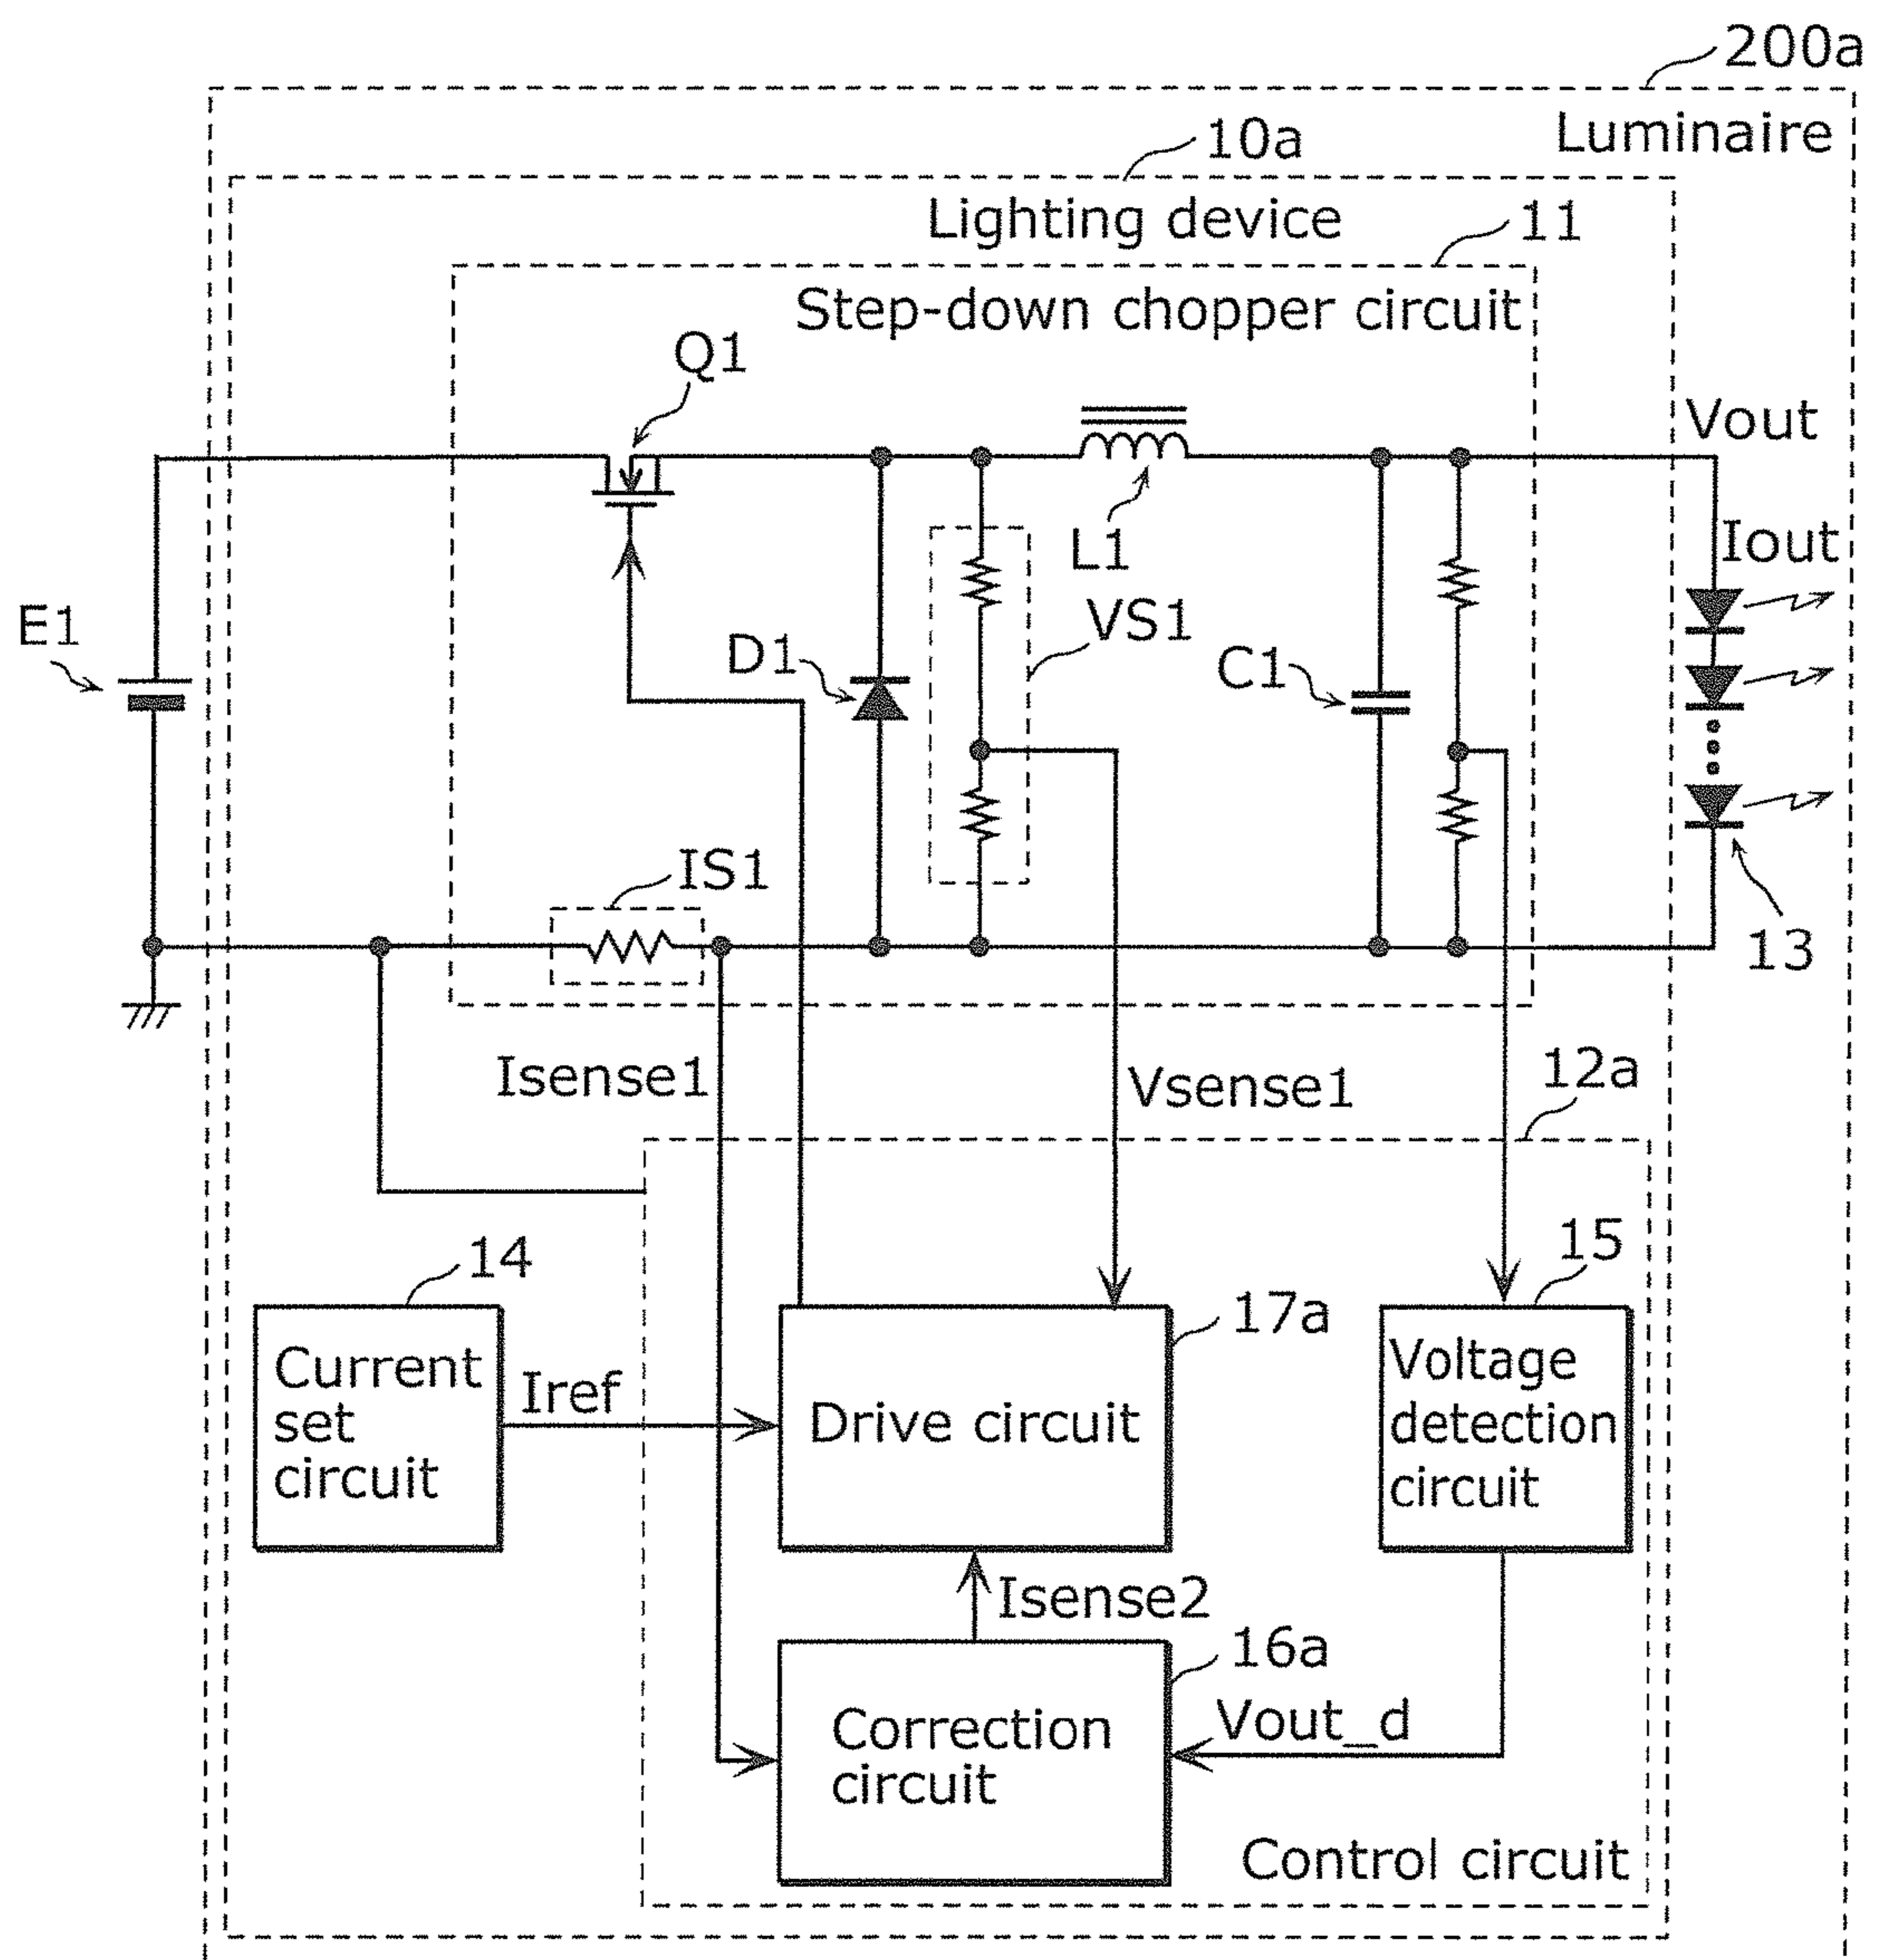 200a
Luminaire
10a
Lighting device
11
Step-down chopper circuit
Q1
Vout
L1
Iout
E1
VS1
D1
C1
IS1
13
Isense1
Vsense1
12a
14
15
17a
Current
set
circuit
Iref
Drive circuit
Voltage
detection
circuit
Isense2
16a
Vout_d
Correction
circuit
Control circuit